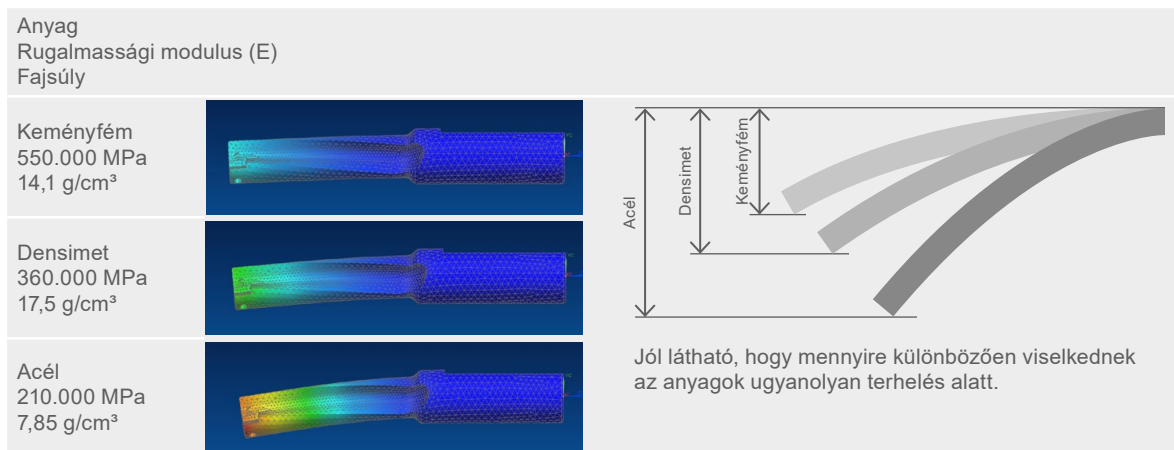 Anyag
Rugalmassági modulus (E)
Fajsúly
Keményfém
550.000 MPa
14,1 g/cm³
Densimet
360.000 MPa
17,5 g/cm³
Acél
210.000 MPa
7,85 g/cm³
Acél
Densimet
Keményfém
Jól látható, hogy mennyire különbözően viselkednek
az anyagok ugyanolyan terhelés alatt.